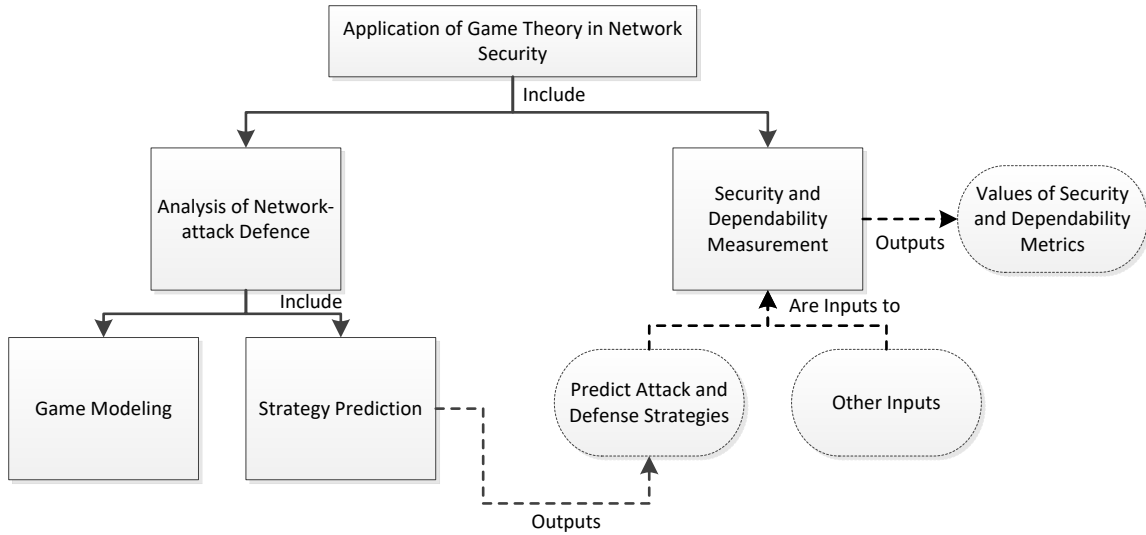 Application of Game Theory in Network
Security
Include
Analysis of Network-
attack Defence
Security and
Dependability
Measurement
Outputs
Values of Security
and Dependability
Metrics
Include
Are Inputs to
Game Modeling
Strategy Prediction
Predict Attack and
Defense Strategies
Other Inputs
Outputs